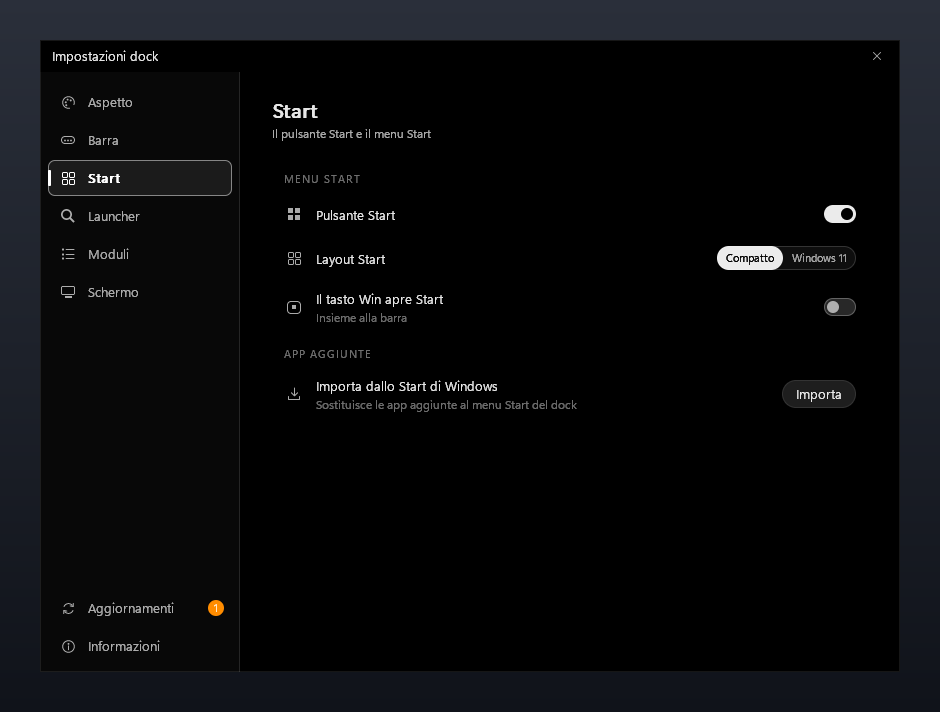 Impostazioni dock
Aspetto
Barra
Start
Launcher
Moduli
Schermo
Aggiornamenti 1
Informazioni
Start
Il pulsante Start e il menu Start
MENU START
Pulsante Start
Layout Start
Compatto Windows 11
Il tasto Win apre Start
Insieme alla barra
APP AGGIUNTE
Importa dallo Start di Windows
Sostituisce le app aggiunte al menu Start del dock
Importa